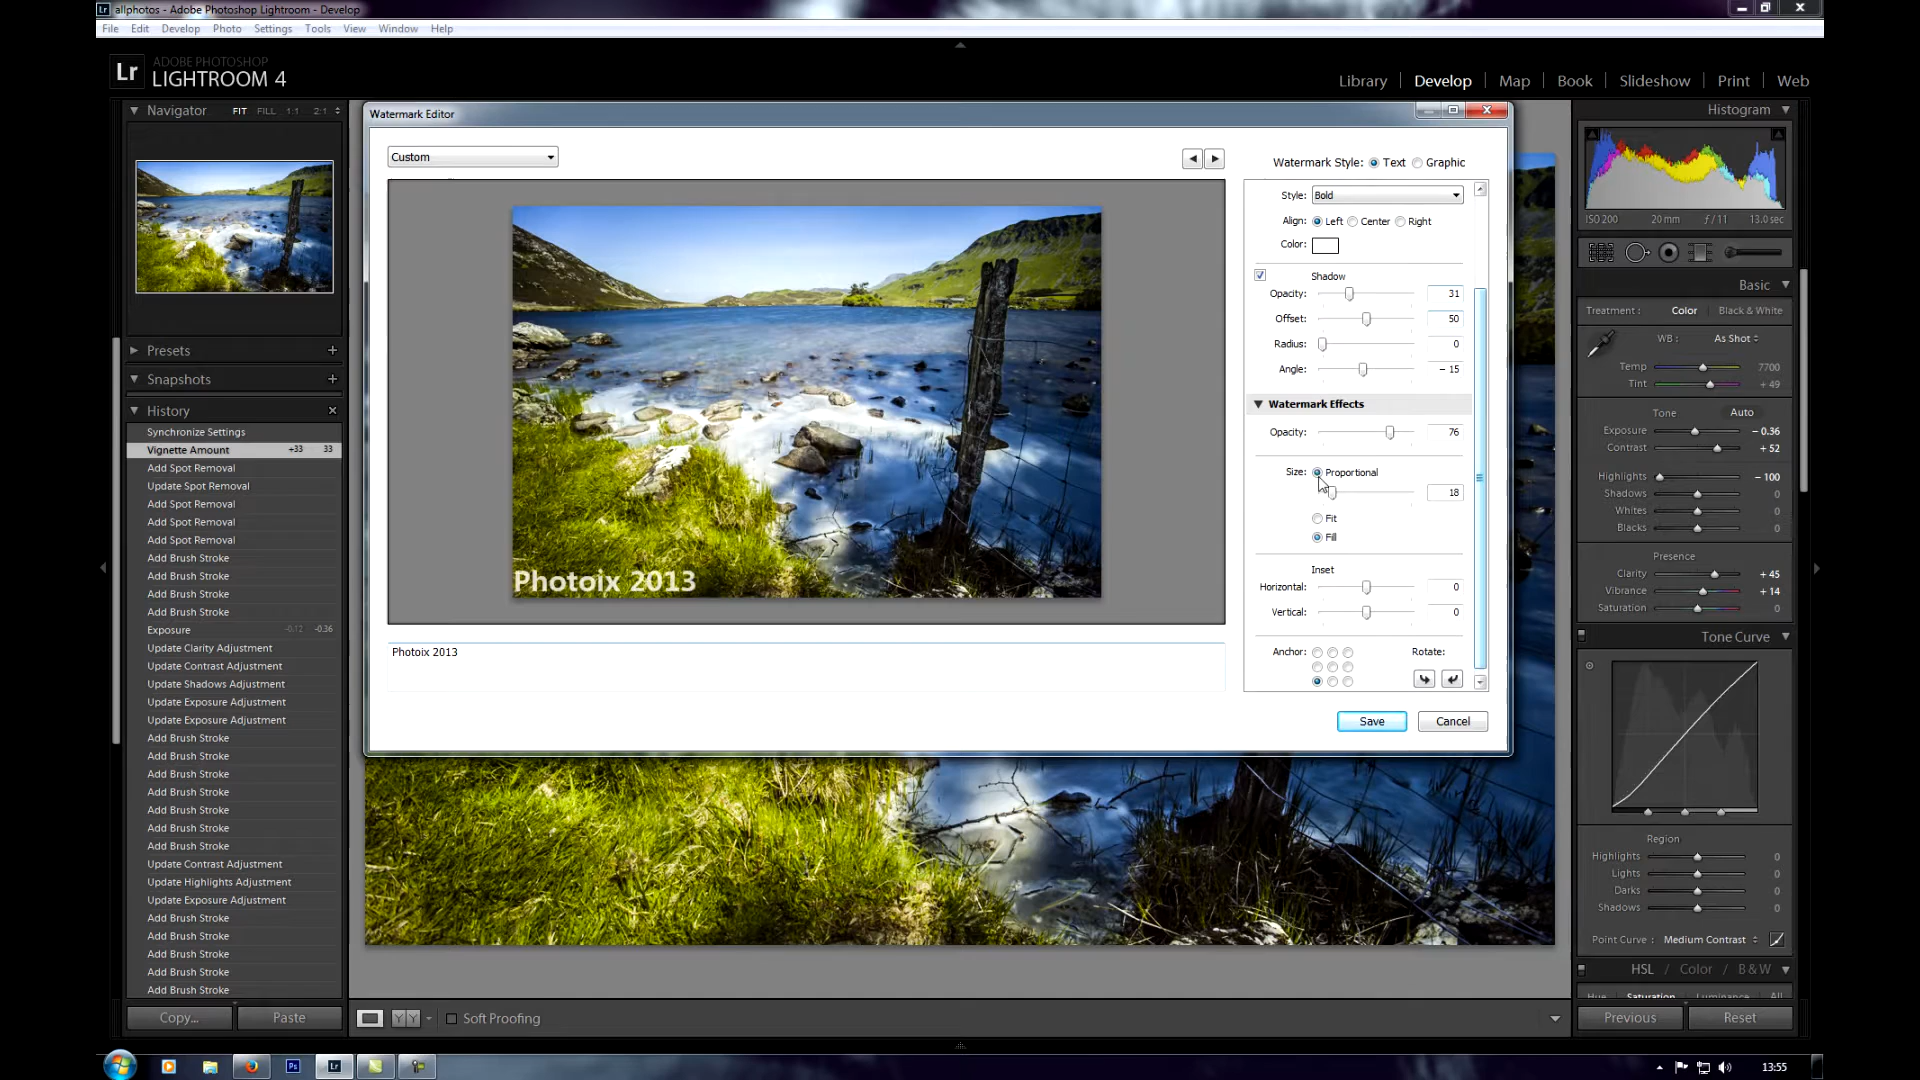 allphotos - Adobe Photoshop Lightroom - Develop
File Edit Develop Photo Settings Tools View Window Help
Lr ADOBE PHOTOSHOP
LIGHTROOM 4
Library Develop Map Book Slideshow Print Web
Navigator FIT FILL 1:1 2:1
Presets
Snapshots
History
Synchronize Settings
Vignette Amount +33 33
Add Spot Removal
Update Spot Removal
Add Spot Removal
Add Spot Removal
Add Spot Removal
Add Brush Stroke
Add Brush Stroke
Add Brush Stroke
Add Brush Stroke
Exposure -0.12 -0.36
Update Clarity Adjustment
Update Contrast Adjustment
Update Shadows Adjustment
Update Exposure Adjustment
Update Exposure Adjustment
Add Brush Stroke
Add Brush Stroke
Add Brush Stroke
Add Brush Stroke
Add Brush Stroke
Add Brush Stroke
Add Brush Stroke
Update Contrast Adjustment
Update Highlights Adjustment
Update Exposure Adjustment
Add Brush Stroke
Add Brush Stroke
Add Brush Stroke
Add Brush Stroke
Add Brush Stroke
Copy... Paste
Watermark Editor
Custom
Photoix 2013
Photoix 2013
Watermark Style: Text Graphic
Style: Bold
Align: Left Center Right
Color:
Shadow
Opacity: 31
Offset: 50
Radius: 0
Angle: - 15
Watermark Effects
Opacity: 76
Size: Proportional
18
Fit
Fill
Inset
Horizontal: 0
Vertical: 0
Anchor: Rotate:
Save Cancel
Soft Proofing
Histogram
ISO 200 20 mm ƒ / 11 13.0 sec
Basic
Treatment : Color Black & White
WB : As Shot
Temp 7700
Tint + 49
Tone Auto
Exposure - 0.36
Contrast + 52
Highlights - 100
Shadows 0
Whites 0
Blacks 0
Presence
Clarity + 45
Vibrance + 14
Saturation 0
Tone Curve
Region
Highlights 0
Lights 0
Darks 0
Shadows 0
Point Curve : Medium Contrast
HSL / Color / B & W
Hue Saturation Luminance All
Previous Reset
Ps Lr
13:55